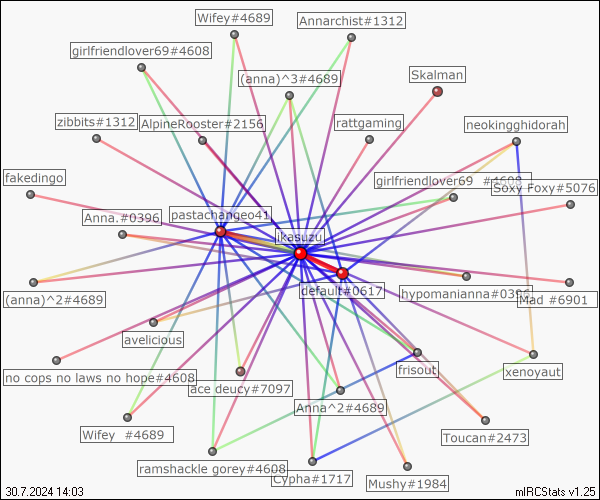 Wifey#4689
Annarchist#1312
girlfriendlover69#4608
(anna)^3#4689
Skalman
zibbits#1312
AlpineRooster#2156
rattgaming
neokingghidorah
fakedingo
girlfriendlover69 #4608
Soxy Foxy#5076
Anna.#0396
pastachangeo41
ikasuzu
(anna)^2#4689
default#0617
hypomanianna#0396
Mad #6901
avelicious
no cops no laws no hope#4608
ace deucy#7097
frisout
xenoyaut
Anna^2#4689
Wifey #4689
Toucan#2473
ramshackle gorey#4608
Cypha#1717
Mushy#1984
30.7.2024 14:03
mIRCStats v1.25